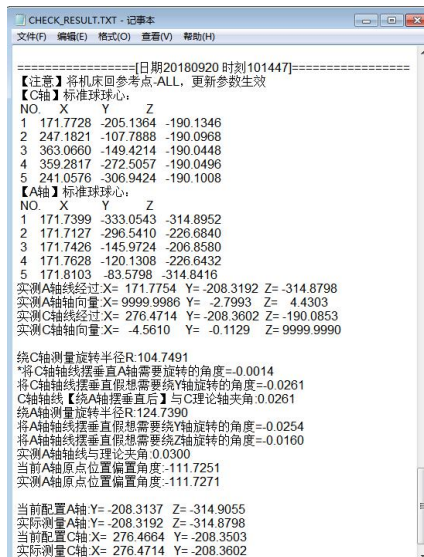 CHECK_RESULT.TXT - 记事本
文件(F) 编辑(E) 格式(O) 查看(V) 帮助(H)
=================[日期20180920 时刻101447]=================
【注意】将机床回参考点-ALL，更新参数生效
【C轴】标准球球心：
NO. X Y Z
1 171.7728 -205.1364 -190.1346
2 247.1821 -107.7888 -190.0968
3 363.0660 -149.4214 -190.0448
4 359.2817 -272.5057 -190.0496
5 241.0576 -306.9424 -190.1008
【A轴】标准球球心：
NO. X Y Z
1 171.7399 -333.0543 -314.8952
2 171.7127 -296.5410 -226.6840
3 171.7426 -145.9724 -206.8580
4 171.7628 -120.1308 -226.6432
5 171.8103 -83.5798 -314.8416
实测A轴线经过:X= 171.7754 Y= -208.3192 Z= -314.8798
实测A轴轴向量:X= 9999.9986 Y= -2.7993 Z= 4.4303
实测C轴线经过:X= 276.4714 Y= -208.3602 Z= -190.0853
实测C轴轴向量:X= -4.5610 Y= -0.1129 Z= 9999.9990
绕C轴测量旋转半径R:104.7491
*将C轴轴线摆垂直A轴需要旋转的角度=-0.0014
将C轴轴线摆垂直假想需要绕Y轴旋转的角度=-0.0261
C轴轴线【绕A轴摆垂直后】与C理论轴夹角:0.0261
绕A轴测量旋转半径R:124.7390
将A轴轴线摆垂直假想需要绕Y轴旋转的角度=-0.0254
将A轴轴线摆垂直假想需要绕Z轴旋转的角度=-0.0160
实测A轴轴线与理论夹角:0.0300
当前A轴原点位置偏置角度:-111.7251
实测A轴原点位置偏置角度:-111.7271
当前配置A轴:Y= -208.3137 Z= -314.9055
实际测量A轴:Y= -208.3192 Z= -314.8798
当前配置C轴:X= 276.4664 Y= -208.3503
实际测量C轴:X= 276.4714 Y= -208.3602